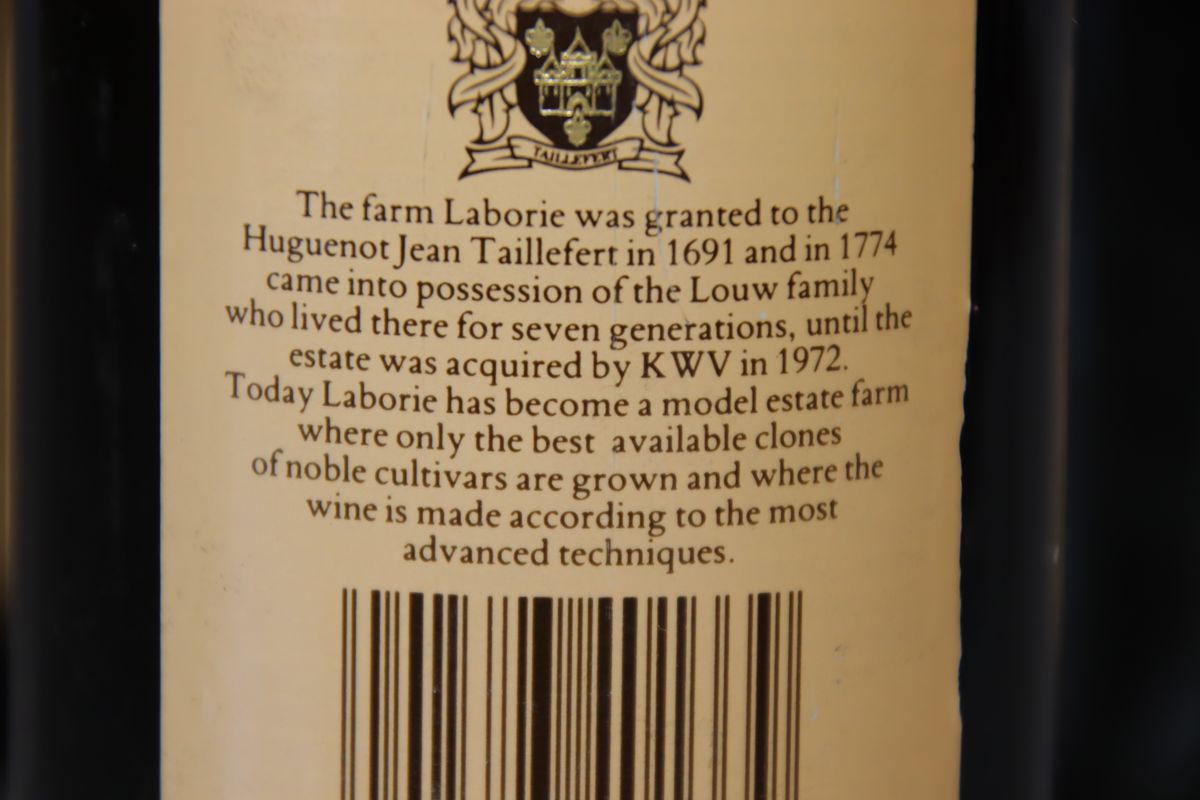 TAILLEFERT
The farm Laborie was granted to the
Huguenot Jean Taillefert in 1691 and in 1774
came into possession of the Louw family
who lived there for seven generations, until the
estate was acquired by KWV in 1972.
Today Laborie has become a model estate farm
where only the best available clones
of noble cultivars are grown and where the
wine is made according to the most
advanced techniques.